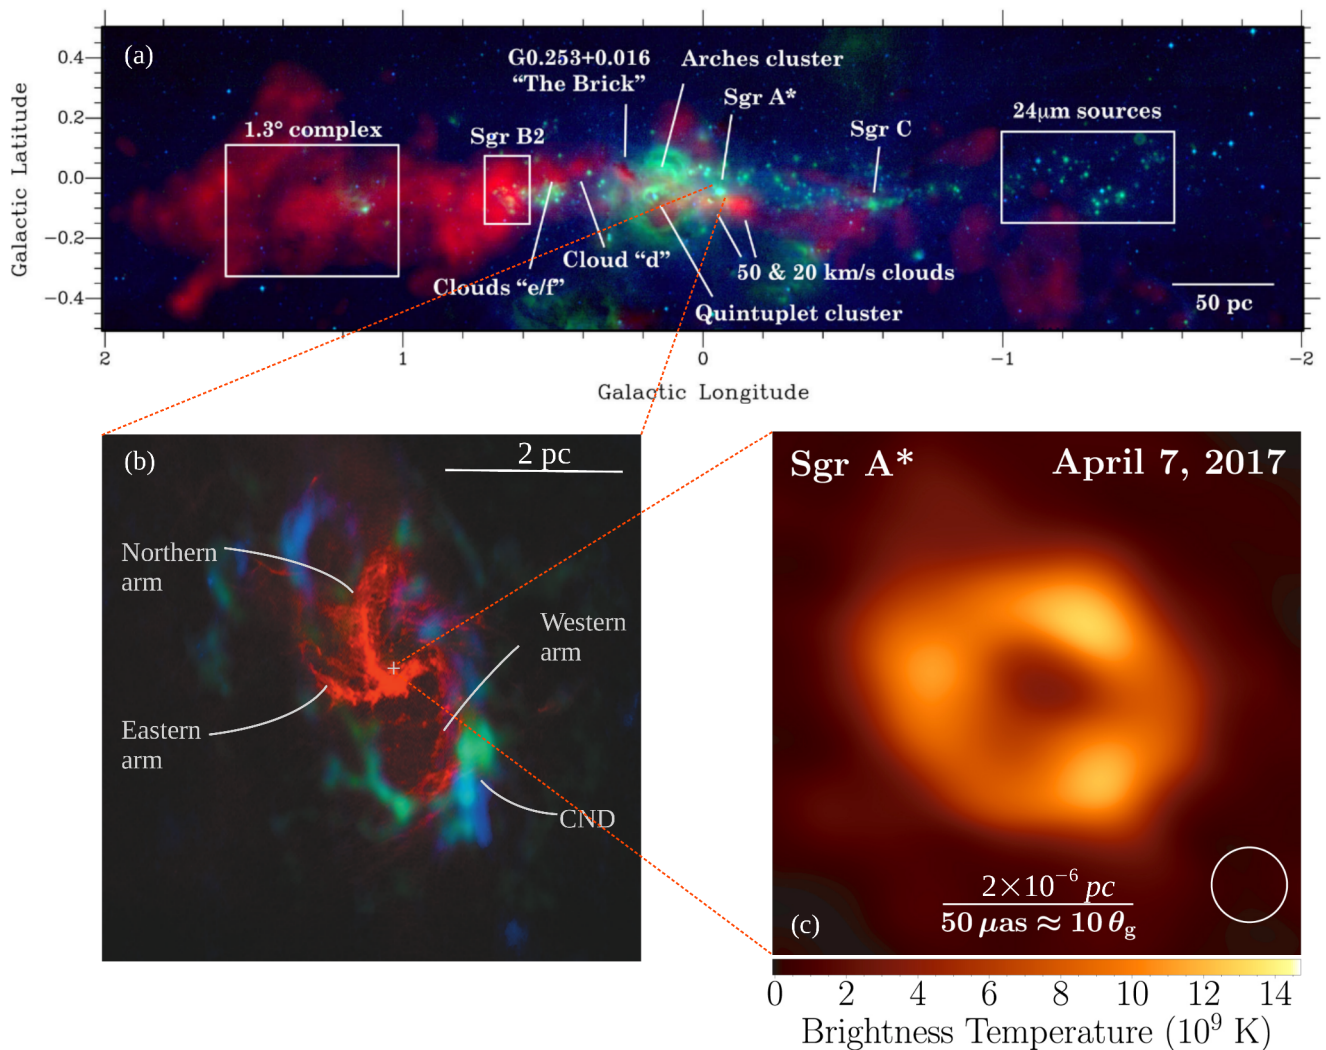 (a)
G0.253+0.016
“The Brick”
Arches cluster
Sgr A*
24μm sources
1.3° complex
Sgr B2
Sgr C
Clouds “e/f”
Cloud “d”
50 & 20 km/s clouds
Quintuplet cluster
50 pc
Galactic Latitude
0.4
0.2
0.0
−0.2
−0.4
2
1
0
−1
−2
Galactic Longitude
(b)
2 pc
Northern
arm
Western
arm
Eastern
arm
CND
Sgr A*
April 7, 2017
2×10⁻⁶ pc
50 μas ≈ 10 θg
(c)
0 2 4 6 8 10 12 14
Brightness Temperature (10⁹ K)